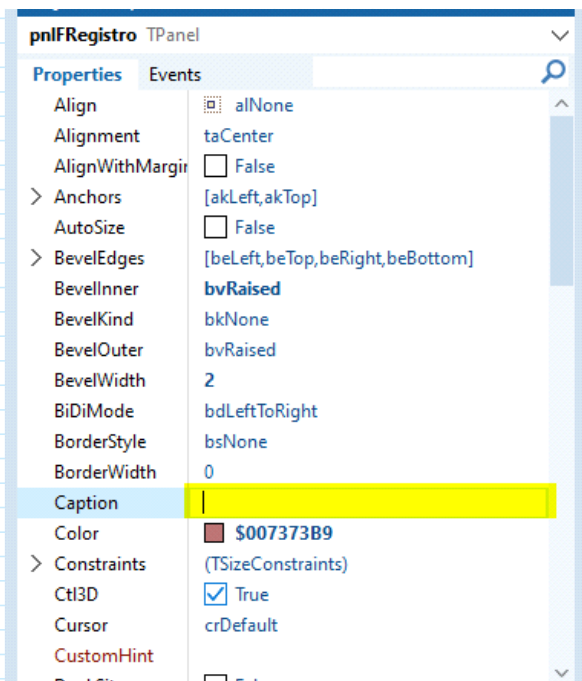 pnlFRegistro TPanel
Properties Events
Align alNone
Alignment taCenter
AlignWithMargin False
Anchors [akLeft,akTop]
AutoSize False
BevelEdges [beLeft,beTop,beRight,beBottom]
BevelInner bvRaised
BevelKind bkNone
BevelOuter bvRaised
BevelWidth 2
BiDiMode bdLeftToRight
BorderStyle bsNone
BorderWidth 0
Caption
Color $007373B9
Constraints (TSizeConstraints)
Ctl3D True
Cursor crDefault
CustomHint